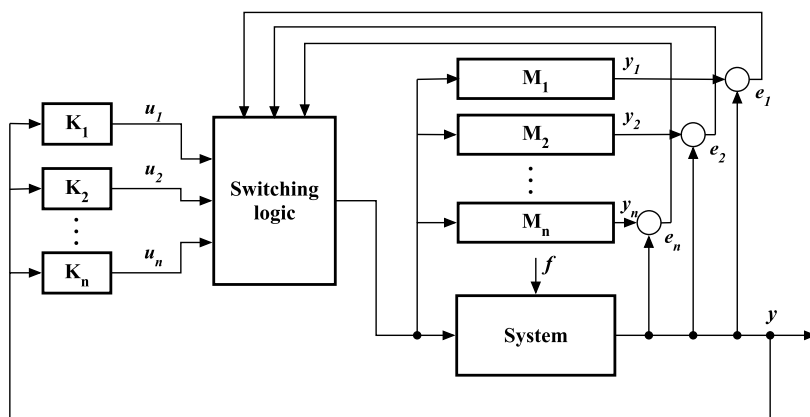 K1
u1
K2
u2
⋮
Kn
un
Switching
logic
M1
y1
e1
M2
y2
e2
⋮
Mn
yn
en
f
System
y